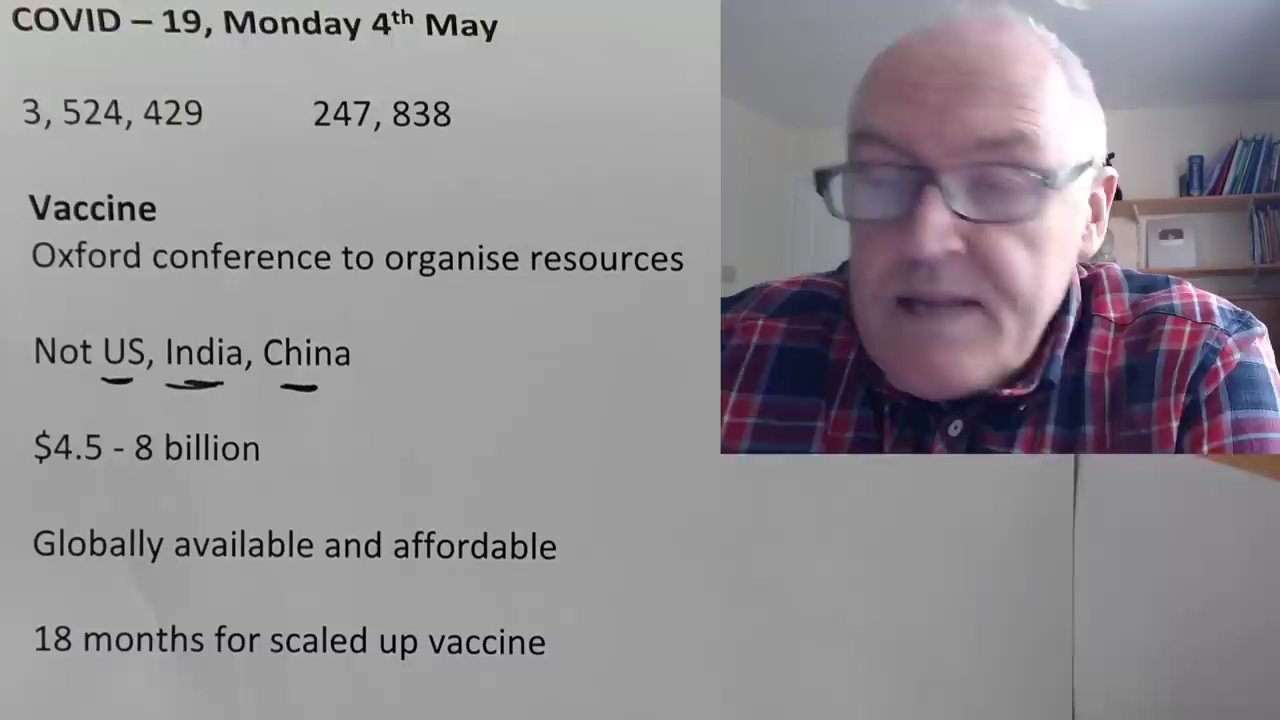 COVID – 19, Monday 4th May
3, 524, 429 247, 838
Vaccine
Oxford conference to organise resources
Not US, India, China
$4.5 - 8 billion
Globally available and affordable
18 months for scaled up vaccine